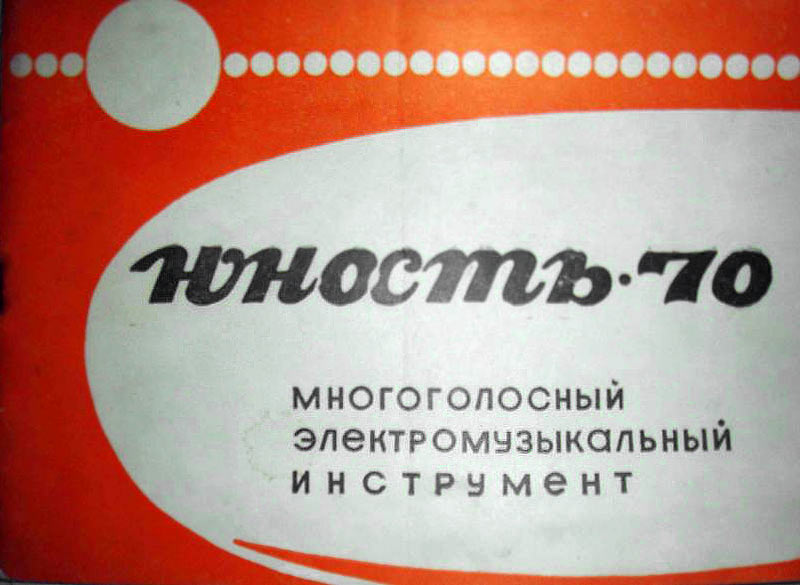 Юность·70
многоголосный
электромузыкальный
инструмент